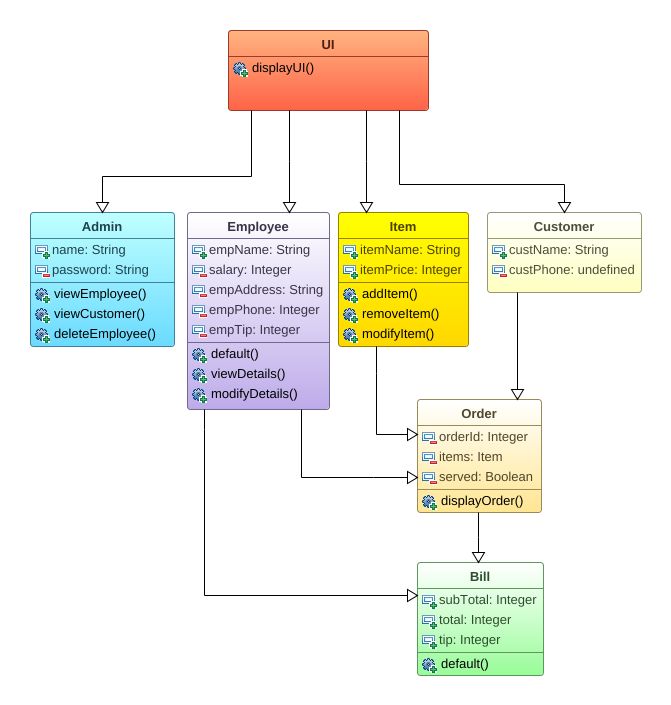 UI
displayUI()
Admin
name: String
password: String
viewEmployee()
viewCustomer()
deleteEmployee()
Employee
empName: String
salary: Integer
empAddress: String
empPhone: Integer
empTip: Integer
default()
viewDetails()
modifyDetails()
Item
itemName: String
itemPrice: Integer
addItem()
removeItem()
modifyItem()
Customer
custName: String
custPhone: undefined
Order
orderId: Integer
items: Item
served: Boolean
displayOrder()
Bill
subTotal: Integer
total: Integer
tip: Integer
default()